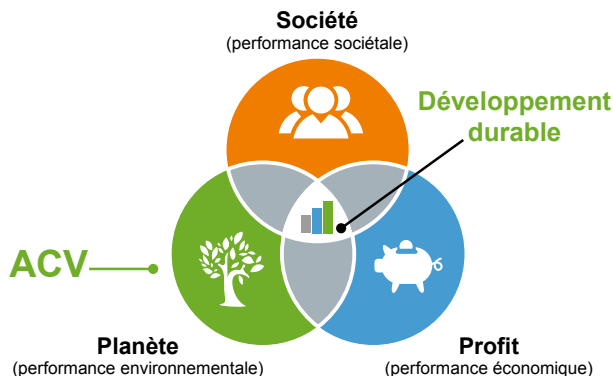 Société
(performance sociétale)
Développement
durable
ACV
Planète
(performance environnementale)
Profit
(performance économique)